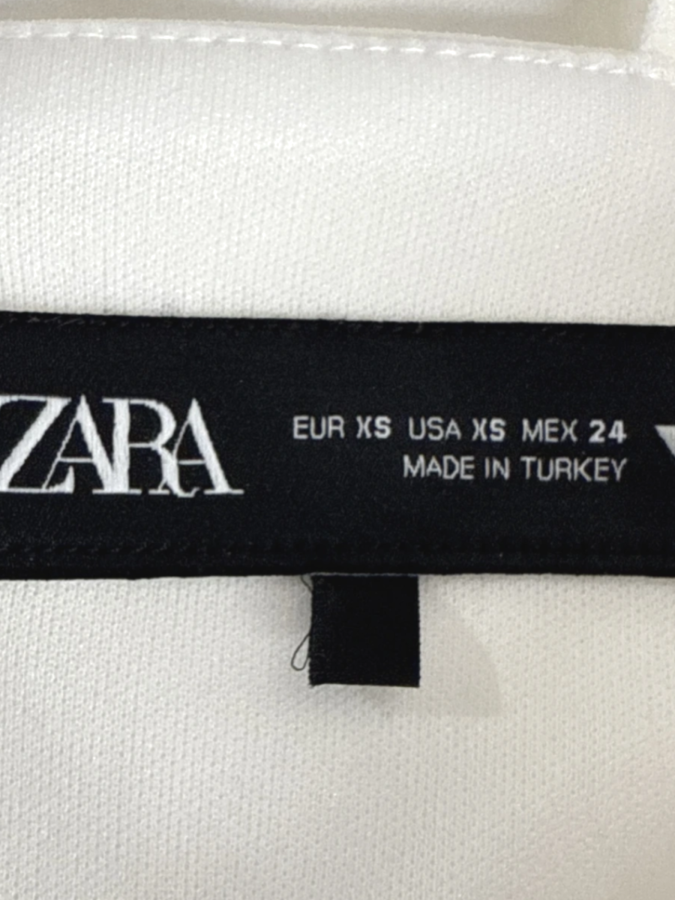 ZARA
EUR XS USA XS MEX 24
MADE IN TURKEY